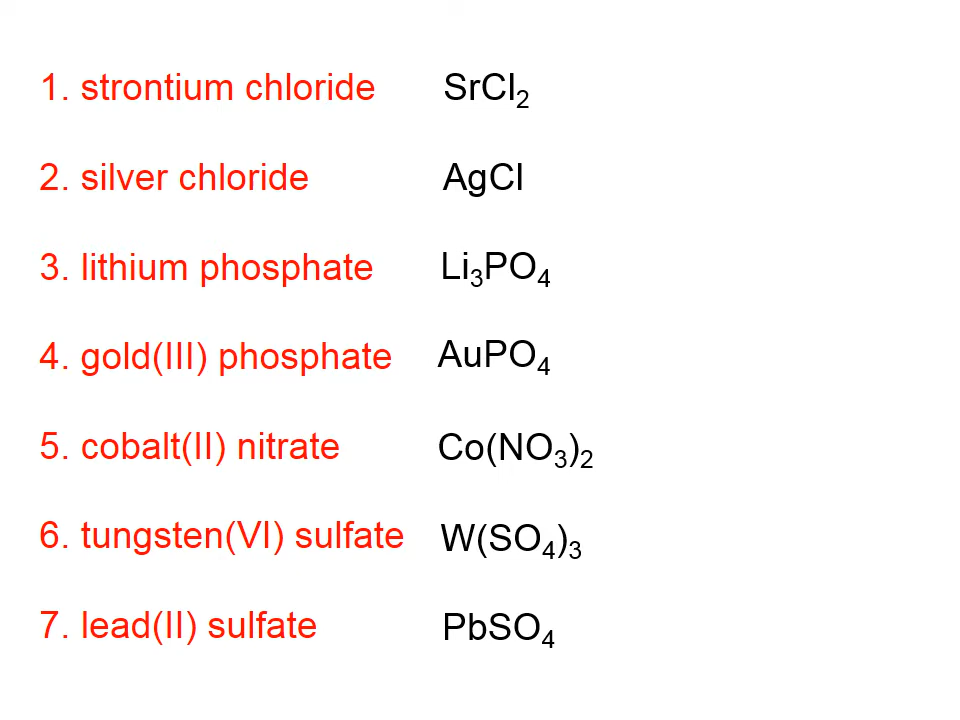 1. strontium chloride SrCl₂
2. silver chloride AgCl
3. lithium phosphate Li₃PO₄
4. gold(III) phosphate AuPO₄
5. cobalt(II) nitrate Co(NO₃)₂
6. tungsten(VI) sulfate W(SO₄)₃
7. lead(II) sulfate PbSO₄